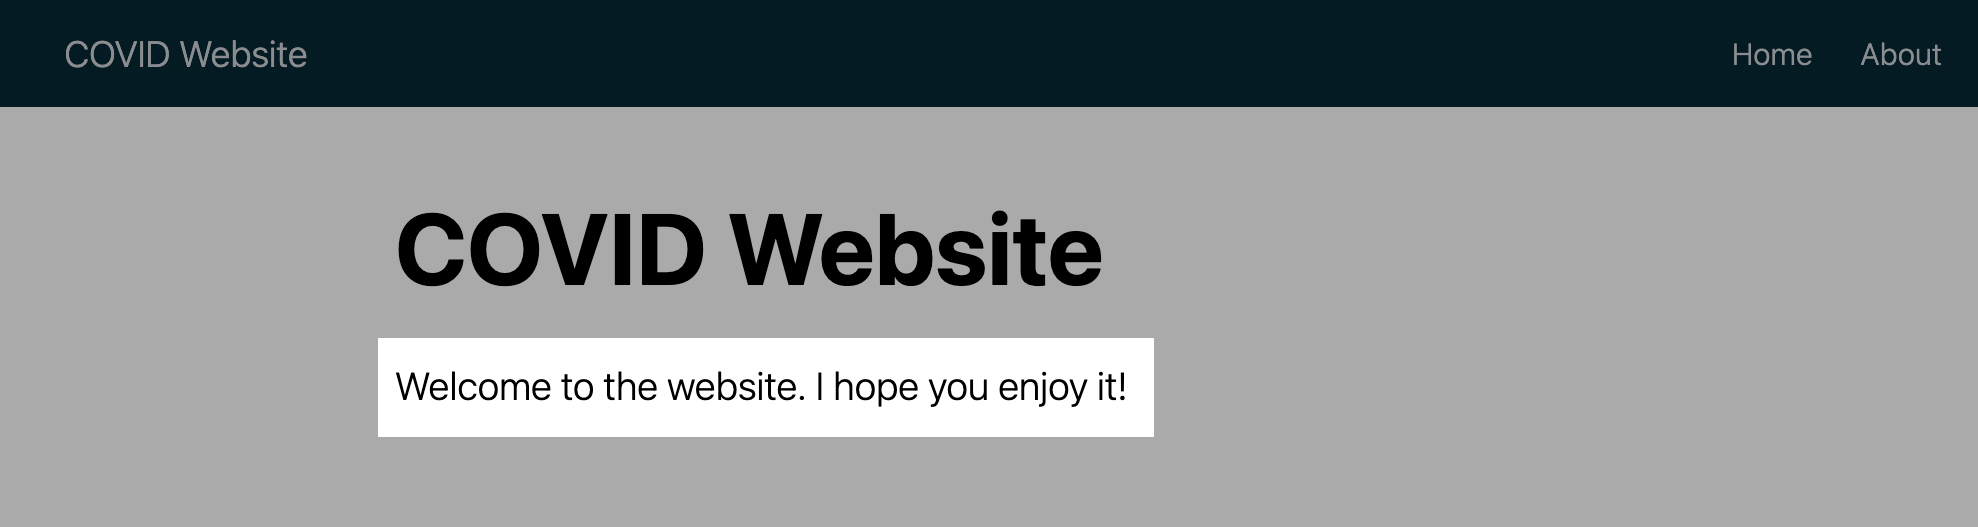 COVID Website
Home
About
COVID Website
Welcome to the website. I hope you enjoy it!